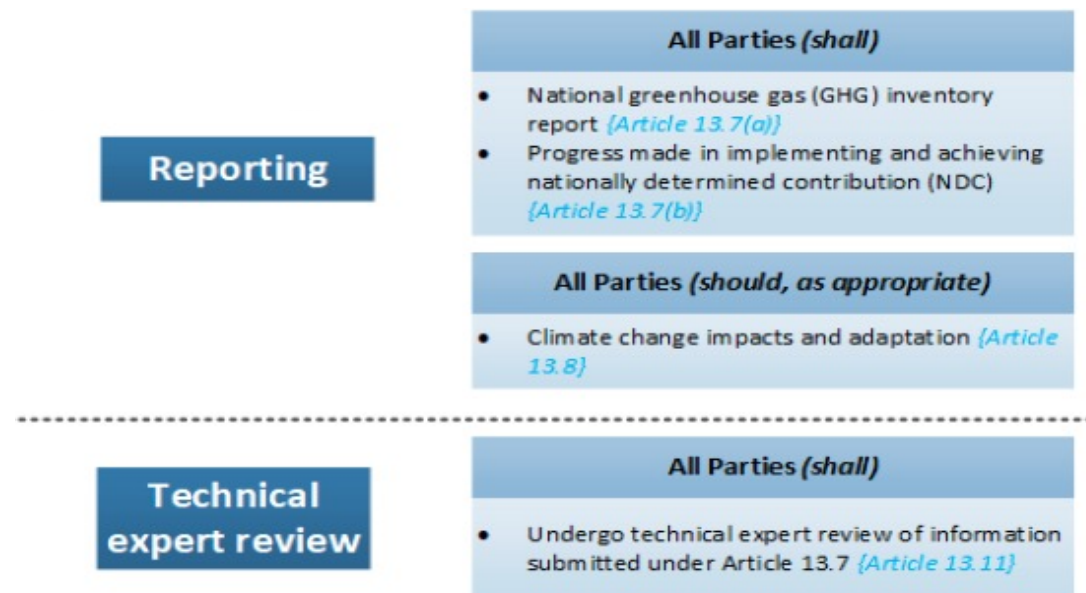 All Parties (shall)
• National greenhouse gas (GHG) inventory
report {Article 13.7(a)}
• Progress made in implementing and achieving
nationally determined contribution (NDC)
{Article 13.7(b)}
Reporting
All Parties (should, as appropriate)
• Climate change impacts and adaptation {Article
13.8}
Technical
expert review
All Parties (shall)
• Undergo technical expert review of information
submitted under Article 13.7 {Article 13.11}